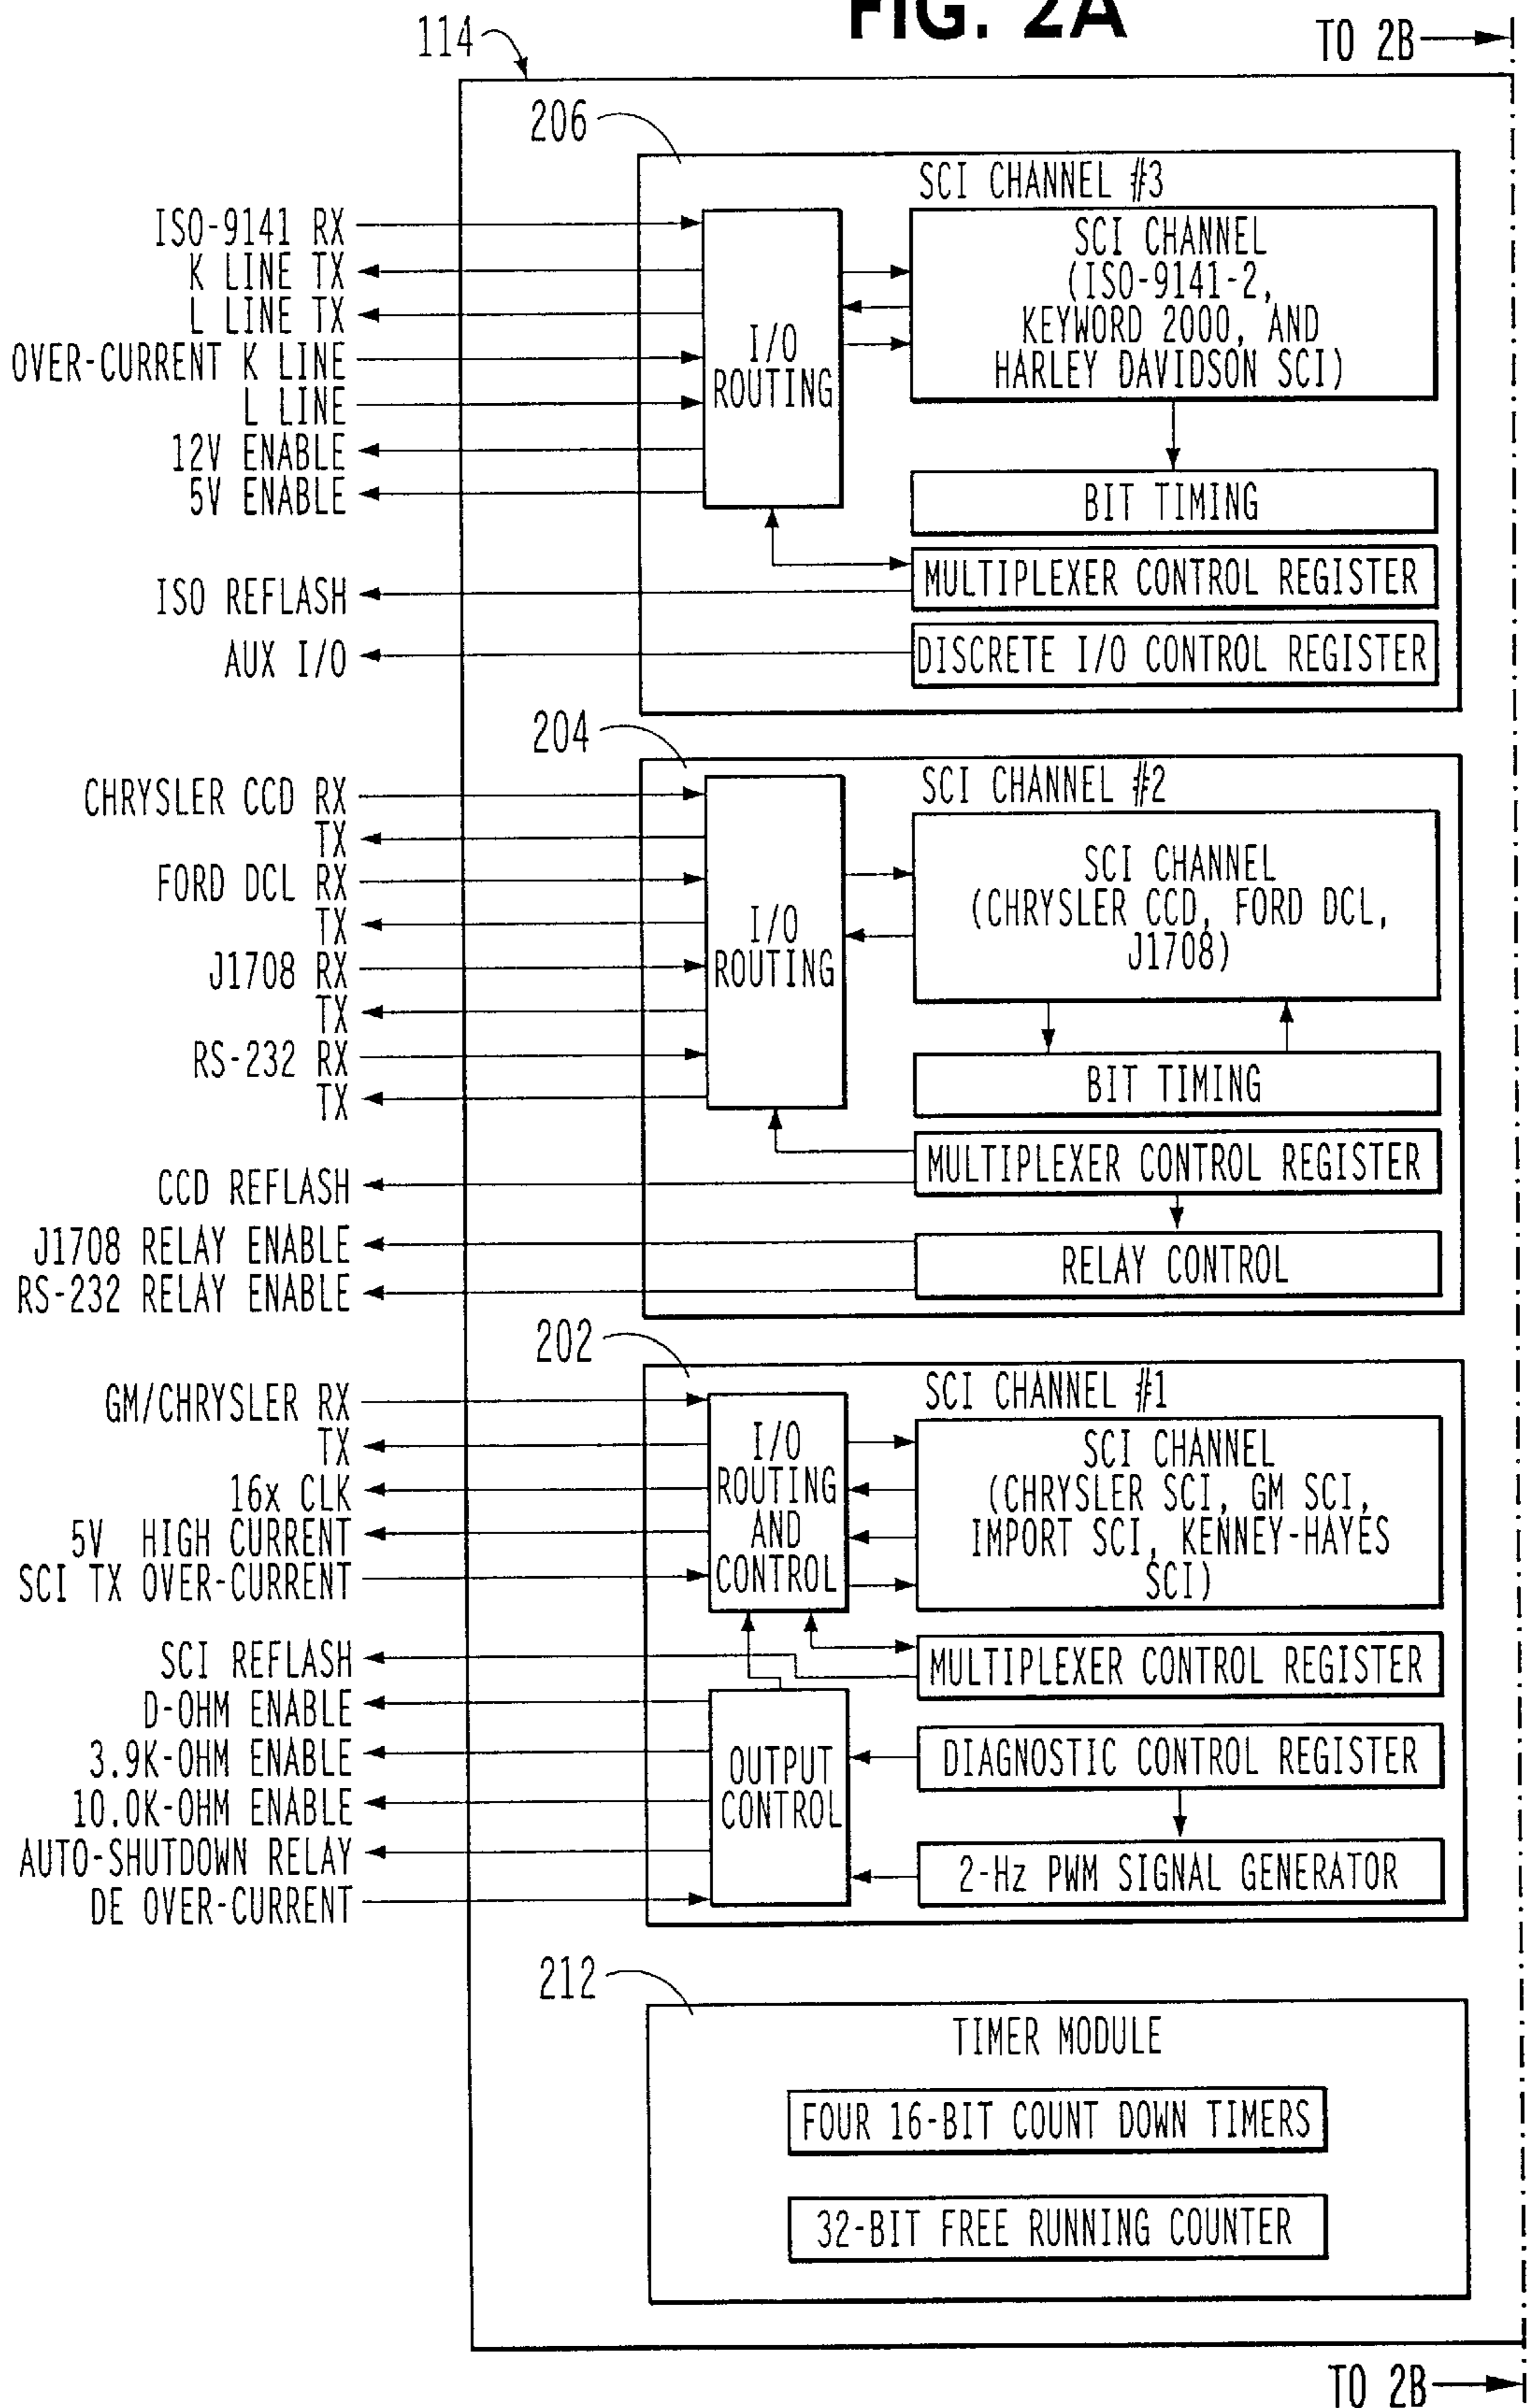 FIG. 2A
TO 2B
114
206
SCI CHANNEL #3
ISO-9141 RX
K LINE TX
L LINE TX
OVER-CURRENT K LINE
L LINE
12V ENABLE
5V ENABLE
ISO REFLASH
AUX I/O
I/O
ROUTING
SCI CHANNEL
(ISO-9141-2,
KEYWORD 2000, AND
HARLEY DAVIDSON SCI)
BIT TIMING
MULTIPLEXER CONTROL REGISTER
DISCRETE I/O CONTROL REGISTER
204
SCI CHANNEL #2
CHRYSLER CCD RX
TX
FORD DCL RX
TX
J1708 RX
TX
RS-232 RX
TX
CCD REFLASH
J1708 RELAY ENABLE
RS-232 RELAY ENABLE
I/O
ROUTING
SCI CHANNEL
(CHRYSLER CCD, FORD DCL,
J1708)
BIT TIMING
MULTIPLEXER CONTROL REGISTER
RELAY CONTROL
202
SCI CHANNEL #1
GM/CHRYSLER RX
TX
16x CLK
5V HIGH CURRENT
SCI TX OVER-CURRENT
SCI REFLASH
D-OHM ENABLE
3.9K-OHM ENABLE
10.0K-OHM ENABLE
AUTO-SHUTDOWN RELAY
DE OVER-CURRENT
I/O
ROUTING
AND
CONTROL
SCI CHANNEL
(CHRYSLER SCI, GM SCI,
IMPORT SCI, KENNEY-HAYES
SCI)
MULTIPLEXER CONTROL REGISTER
OUTPUT
CONTROL
DIAGNOSTIC CONTROL REGISTER
2-Hz PWM SIGNAL GENERATOR
212
TIMER MODULE
FOUR 16-BIT COUNT DOWN TIMERS
32-BIT FREE RUNNING COUNTER
TO 2B